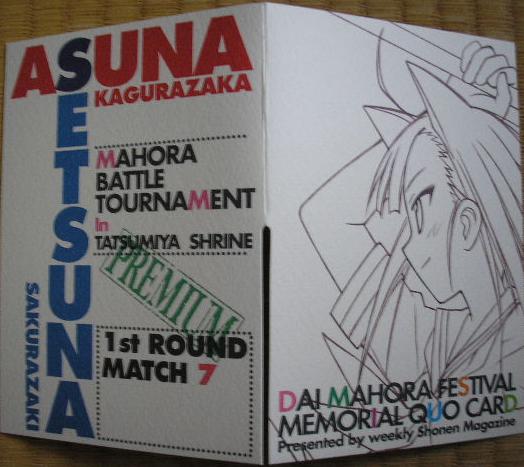 ASUNA
KAGURAZAKA
SETSUNA
SAKURAZAKI
MAHORA
BATTLE
TOURNAMENT
In
TATSUMIYA SHRINE
PREMIUM
1st ROUND
MATCH 7
DAI MAHORA FESTIVAL
MEMORIAL QUO CARD
Presented by weekly Shonen Magazine